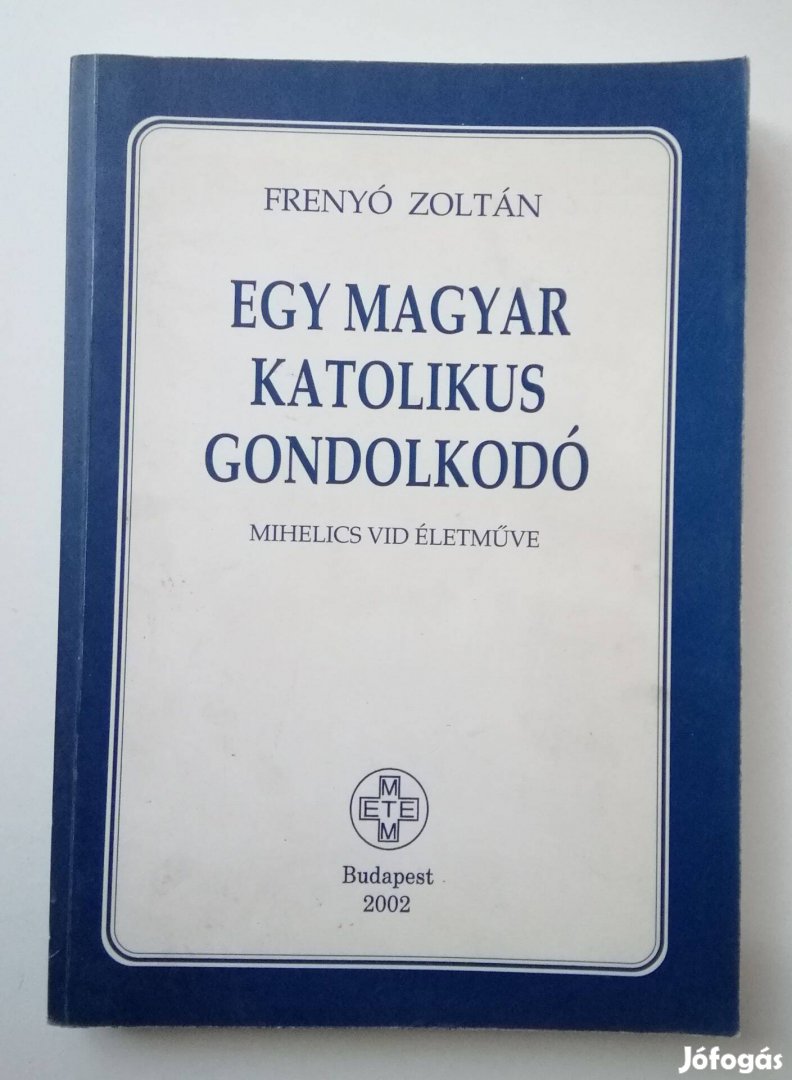 FRENYÓ ZOLTÁN
EGY MAGYAR
KATOLIKUS
GONDOLKODÓ
MIHELICS VID ÉLETMŰVE
M
ETE
M
Budapest
2002
Jófogás